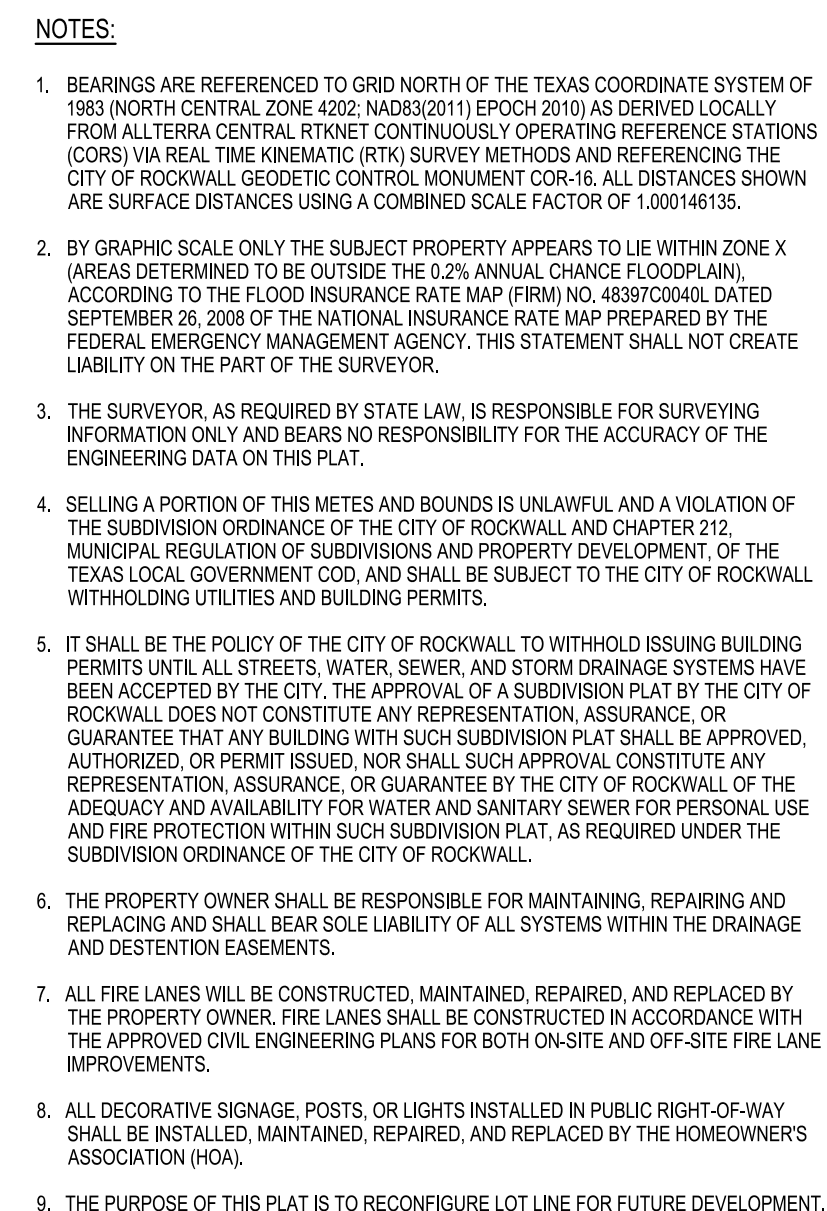 NOTES:
1. BEARINGS ARE REFERENCED TO GRID NORTH OF THE TEXAS COORDINATE SYSTEM OF
1983 (NORTH CENTRAL ZONE 4202; NAD83(2011) EPOCH 2010) AS DERIVED LOCALLY
FROM ALLTERRA CENTRAL RTKNET CONTINUOUSLY OPERATING REFERENCE STATIONS
(CORS) VIA REAL TIME KINEMATIC (RTK) SURVEY METHODS AND REFERENCING THE
CITY OF ROCKWALL GEODETIC CONTROL MONUMENT COR-16. ALL DISTANCES SHOWN
ARE SURFACE DISTANCES USING A COMBINED SCALE FACTOR OF 1.000146135.
2. BY GRAPHIC SCALE ONLY THE SUBJECT PROPERTY APPEARS TO LIE WITHIN ZONE X
(AREAS DETERMINED TO BE OUTSIDE THE 0.2% ANNUAL CHANCE FLOODPLAIN),
ACCORDING TO THE FLOOD INSURANCE RATE MAP (FIRM) NO. 48397C0040L DATED
SEPTEMBER 26, 2008 OF THE NATIONAL INSURANCE RATE MAP PREPARED BY THE
FEDERAL EMERGENCY MANAGEMENT AGENCY. THIS STATEMENT SHALL NOT CREATE
LIABILITY ON THE PART OF THE SURVEYOR.
3. THE SURVEYOR, AS REQUIRED BY STATE LAW, IS RESPONSIBLE FOR SURVEYING
INFORMATION ONLY AND BEARS NO RESPONSIBILITY FOR THE ACCURACY OF THE
ENGINEERING DATA ON THIS PLAT.
4. SELLING A PORTION OF THIS METES AND BOUNDS IS UNLAWFUL AND A VIOLATION OF
THE SUBDIVISION ORDINANCE OF THE CITY OF ROCKWALL AND CHAPTER 212,
MUNICIPAL REGULATION OF SUBDIVISIONS AND PROPERTY DEVELOPMENT, OF THE
TEXAS LOCAL GOVERNMENT COD, AND SHALL BE SUBJECT TO THE CITY OF ROCKWALL
WITHHOLDING UTILITIES AND BUILDING PERMITS.
5. IT SHALL BE THE POLICY OF THE CITY OF ROCKWALL TO WITHHOLD ISSUING BUILDING
PERMITS UNTIL ALL STREETS, WATER, SEWER, AND STORM DRAINAGE SYSTEMS HAVE
BEEN ACCEPTED BY THE CITY. THE APPROVAL OF A SUBDIVISION PLAT BY THE CITY OF
ROCKWALL DOES NOT CONSTITUTE ANY REPRESENTATION, ASSURANCE, OR
GUARANTEE THAT ANY BUILDING WITH SUCH SUBDIVISION PLAT SHALL BE APPROVED,
AUTHORIZED, OR PERMIT ISSUED, NOR SHALL SUCH APPROVAL CONSTITUTE ANY
REPRESENTATION, ASSURANCE, OR GUARANTEE BY THE CITY OF ROCKWALL OF THE
ADEQUACY AND AVAILABILITY FOR WATER AND SANITARY SEWER FOR PERSONAL USE
AND FIRE PROTECTION WITHIN SUCH SUBDIVISION PLAT, AS REQUIRED UNDER THE
SUBDIVISION ORDINANCE OF THE CITY OF ROCKWALL.
6. THE PROPERTY OWNER SHALL BE RESPONSIBLE FOR MAINTAINING, REPAIRING AND
REPLACING AND SHALL BEAR SOLE LIABILITY OF ALL SYSTEMS WITHIN THE DRAINAGE
AND DESTENTION EASEMENTS.
7. ALL FIRE LANES WILL BE CONSTRUCTED, MAINTAINED, REPAIRED, AND REPLACED BY
THE PROPERTY OWNER. FIRE LANES SHALL BE CONSTRUCTED IN ACCORDANCE WITH
THE APPROVED CIVIL ENGINEERING PLANS FOR BOTH ON-SITE AND OFF-SITE FIRE LANE
IMPROVEMENTS.
8. ALL DECORATIVE SIGNAGE, POSTS, OR LIGHTS INSTALLED IN PUBLIC RIGHT-OF-WAY
SHALL BE INSTALLED, MAINTAINED, REPAIRED, AND REPLACED BY THE HOMEOWNER'S
ASSOCIATION (HOA).
9. THE PURPOSE OF THIS PLAT IS TO RECONFIGURE LOT LINE FOR FUTURE DEVELOPMENT.